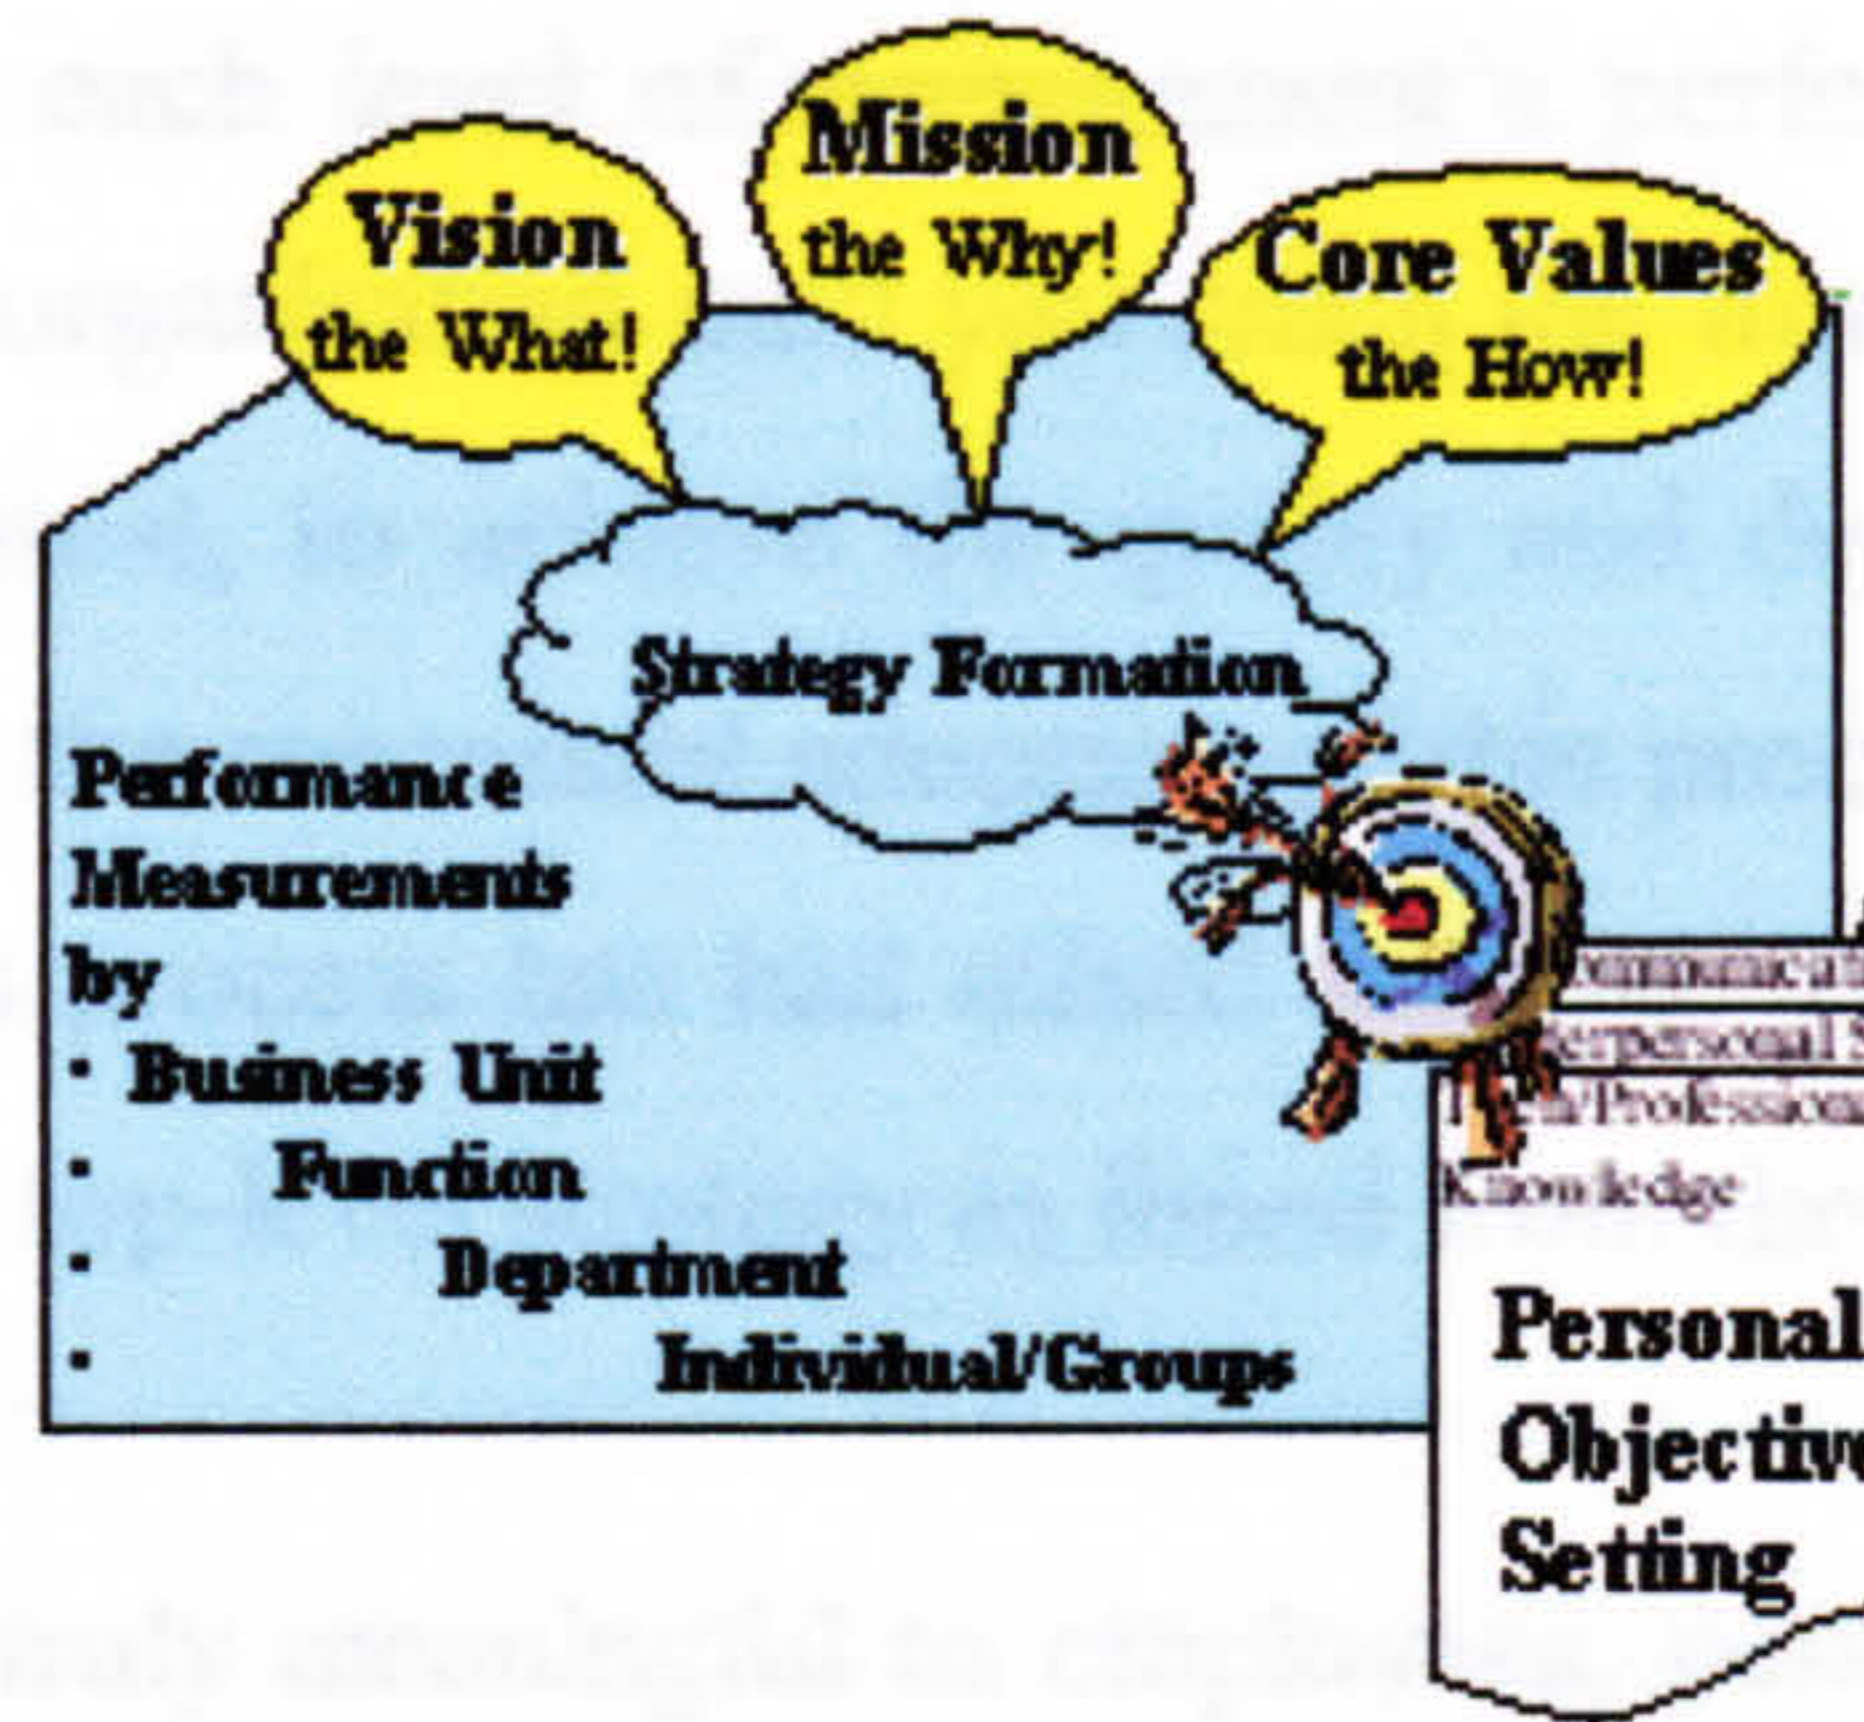 Vision
the What!
Mission
the Why!
Core Values
the How!
Strategy Formation
Performance
Measurements
by
· Business Unit
· Function
· Department
· Individual/Groups
Knowledge
Personal
Setting